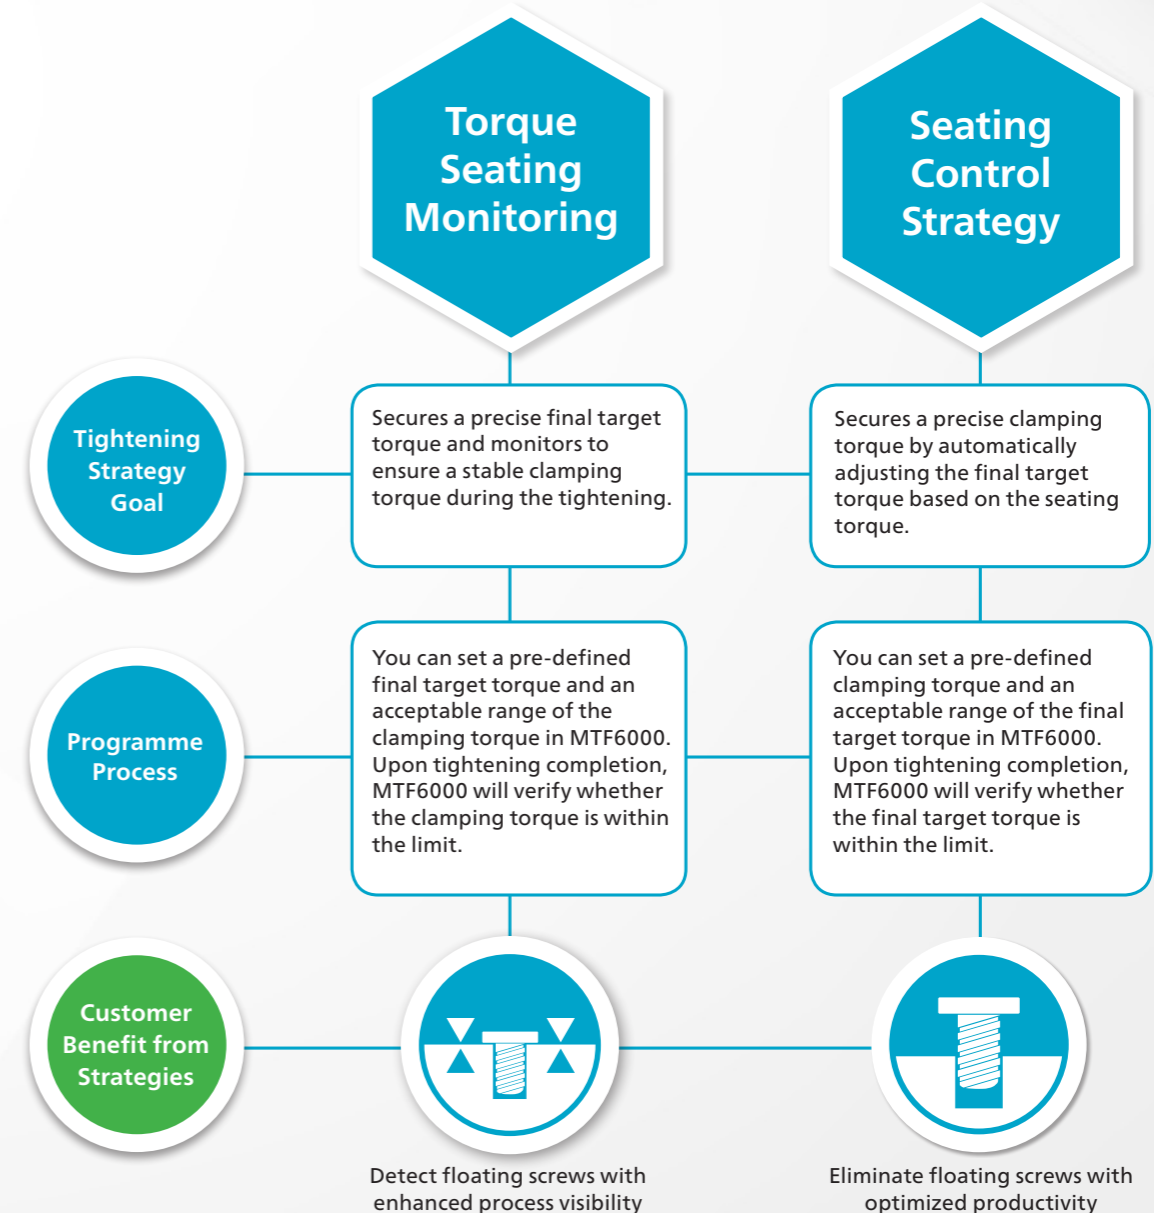 Torque
Seating
Monitoring
Seating
Control
Strategy
Tightening
Strategy
Goal
Secures a precise final target
torque and monitors to
ensure a stable clamping
torque during the tightening.
Secures a precise clamping
torque by automatically
adjusting the final target
torque based on the seating
torque.
Programme
Process
You can set a pre-defined
final target torque and an
acceptable range of the
clamping torque in MTF6000.
Upon tightening completion,
MTF6000 will verify whether
the clamping torque is within
the limit.
You can set a pre-defined
clamping torque and an
acceptable range of the final
target torque in MTF6000.
Upon tightening completion,
MTF6000 will verify whether
the final target torque is
within the limit.
Customer
Benefit from
Strategies
Detect floating screws with
enhanced process visibility
Eliminate floating screws with
optimized productivity